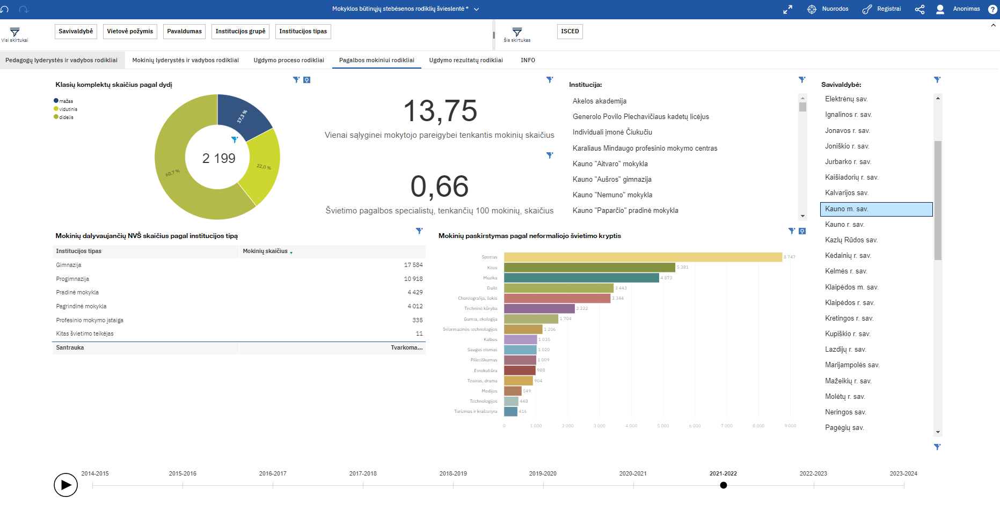 Mokyklos būtinųjų stebėsenos rodiklių švieslentė *
Nuorodos
Registrai
Anonimas
?
Visi skirtukai
Savivaldybė
Vietovė požymis
Pavaldumas
Institucijos grupė
Institucijos tipas
Šis skirtukas
ISCED
Pedagogų lyderystės ir vadybos rodikliai
Mokinių lyderystės ir vadybos rodikliai
Ugdymo proceso rodikliai
Pagalbos mokiniui rodikliai
Ugdymo rezultatų rodikliai
INFO
Klasių komplektų skaičius pagal dydį
mažas
vidutinis
didelis
17,3 %
22,0 %
60,7 %
2 199
13,75
Vienai sąlyginei mokytojo pareigybei tenkantis mokinių skaičius
0,66
Švietimo pagalbos specialistų, tenkančių 100 mokinių, skaičius
Institucija:
Akelos akademija
Generolo Povilo Plechavičiaus kadetų licėjus
Individuali įmonė Čiukučiu
Karaliaus Mindaugo profesinio mokymo centras
Kauno "Aitvaro" mokykla
Kauno "Aušros" gimnazija
Kauno "Nemuno" mokykla
Kauno "Paparčio" pradinė mokykla
Savivaldybė:
Elektrėnų sav.
Ignalinos r. sav.
Jonavos r. sav.
Joniškio r. sav.
Jurbarko r. sav.
Kaišiadorių r. sav.
Kalvarijos sav.
Kauno m. sav.
Kauno r. sav.
Kazlų Rūdos sav.
Kėdainių r. sav.
Kelmės r. sav.
Klaipėdos m. sav.
Klaipėdos r. sav.
Kretingos r. sav.
Kupiškio r. sav.
Lazdijų r. sav.
Marijampolės sav.
Mažeikių r. sav.
Molėtų r. sav.
Neringos sav.
Pagėgių sav.
Mokinių dalyvaujančių NVŠ skaičius pagal institucijos tipą
Institucijos tipas Mokinių skaičius
Gimnazija 17 584
Progimnazija 10 918
Pradinė mokykla 4 429
Pagrindinė mokykla 4 012
Profesinio mokymo įstaiga 335
Kitas švietimo teikėjas 11
Santrauka Tvarkoma...
Mokinių paskirstymas pagal neformaliojo švietimo kryptis
Sportas 8 747
Kitos 5 381
Muzika 4 873
Dailė 3 443
Choreografija, šokis 3 344
Techninė kūryba 2 222
Gamta, ekologija 1 704
Informacinės technologijos 1 206
Kalbos 1 035
Saugus eismas 1 020
Pilietiškumas 1 009
Etnokultūra 988
Teatras, drama 904
Medijos 549
Technologijos 448
Turizmas ir kraštotyra 416
0 1 000 2 000 3 000 4 000 5 000 6 000 7 000 8 000 9 000
2014-2015 2015-2016 2016-2017 2017-2018 2018-2019 2019-2020 2020-2021 2021-2022 2022-2023 2023-2024